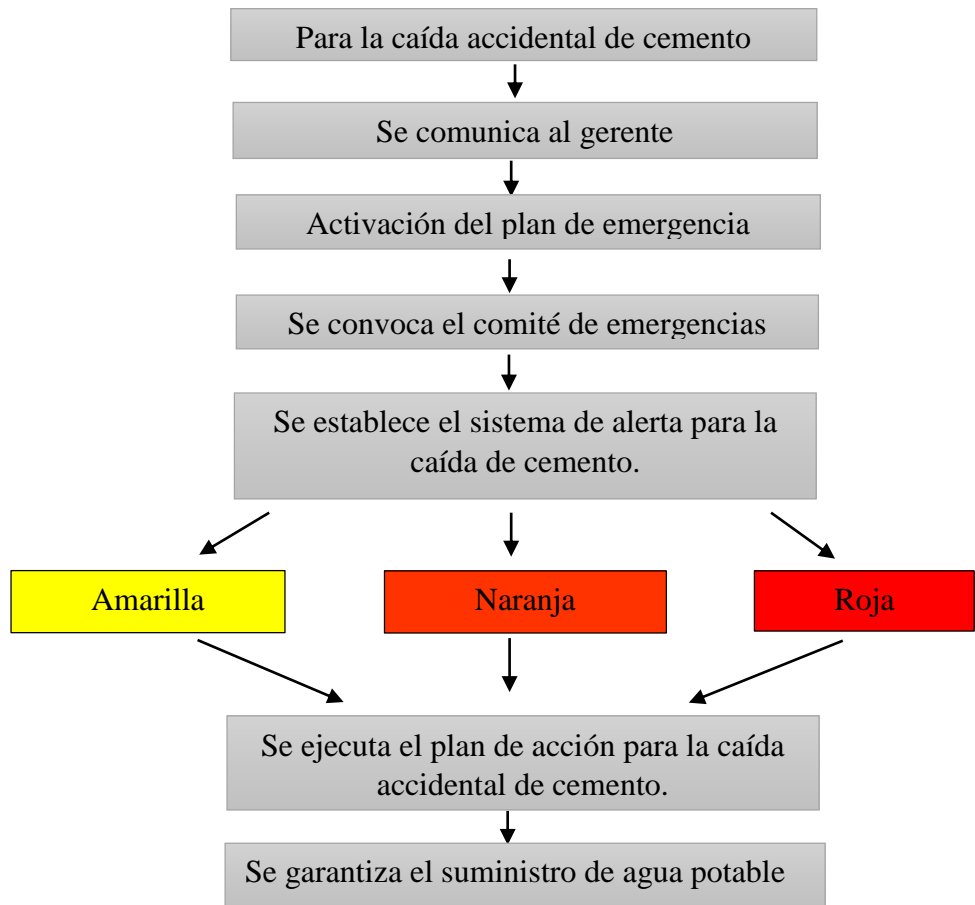 Para la caída accidental de cemento
Se comunica al gerente
Activación del plan de emergencia
Se convoca el comité de emergencias
Se establece el sistema de alerta para la
caída de cemento.
Amarilla
Naranja
Roja
Se ejecuta el plan de acción para la caída
accidental de cemento.
Se garantiza el suministro de agua potable